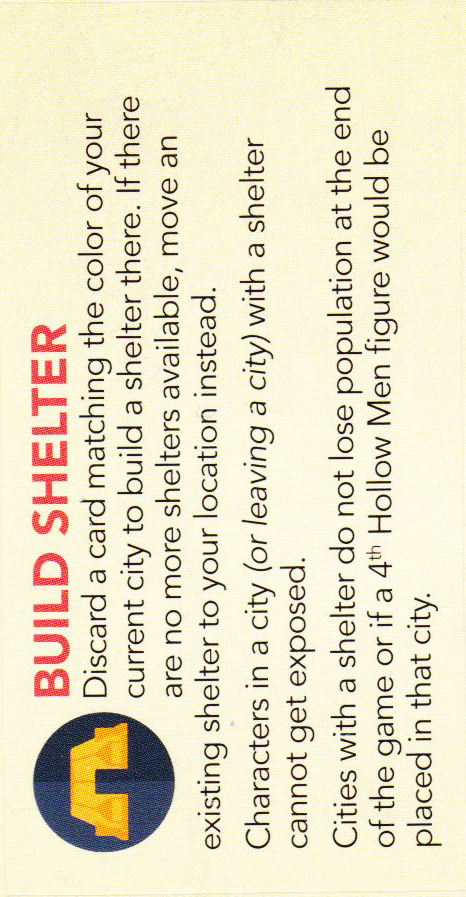 BUILD SHELTER
Discard a card matching the color of your
current city to build a shelter there. If there
are no more shelters available, move an
existing shelter to your location instead.
Characters in a city (or leaving a city) with a shelter
cannot get exposed.
Cities with a shelter do not lose population at the end
of the game or if a 4th Hollow Men figure would be
placed in that city.